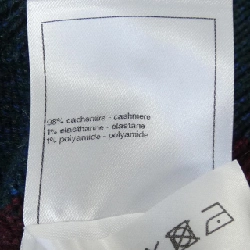 98% cachemire - cashmere
1% elasthanne - elastane
1% polyamide - polyamide